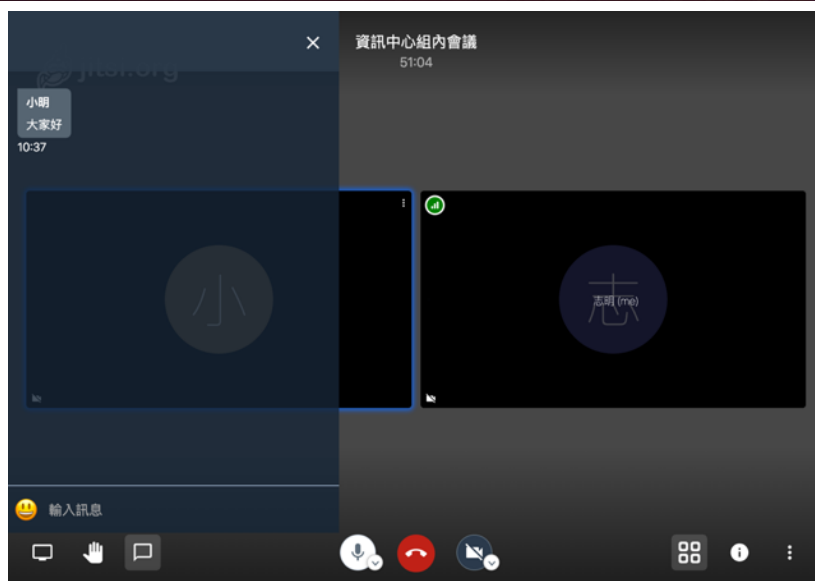 資訊中心組內會議
51:04
jitsi.org
小明
大家好
10:37
小
志
志明 (me)
輸入訊息